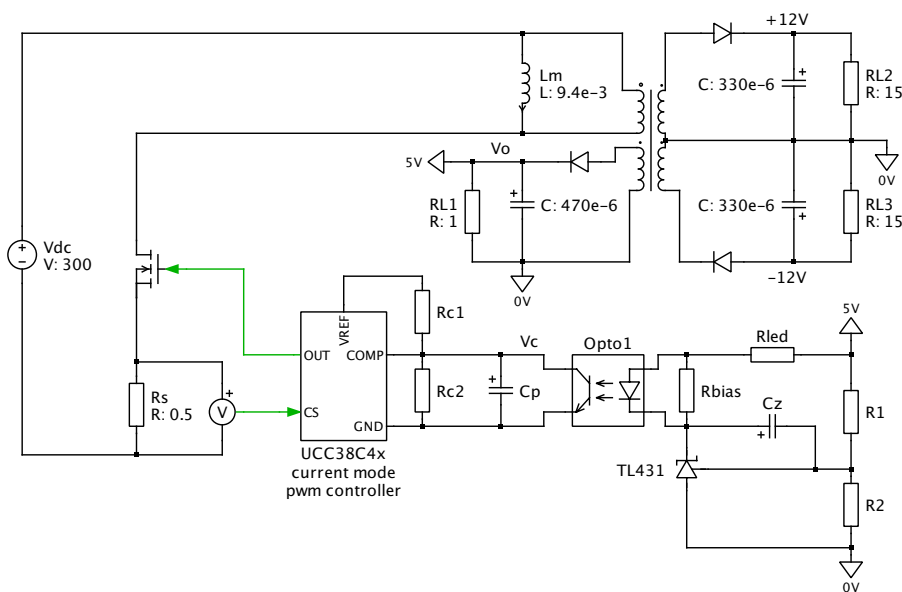 +12V
Lm
L: 9.4e-3
C: 330e-6
RL2
R: 15
Vo
5V
0V
RL1
R: 1
C: 470e-6
C: 330e-6
RL3
R: 15
Vdc
V: 300
0V
-12V
VREF
Rc1
5V
Rled
OUT
COMP
Vc
Opto1
Rs
R: 0.5
V
CS
Rc2
Cp
Rbias
Cz
R1
GND
UCC38C4x
current mode
pwm controller
TL431
R2
0V